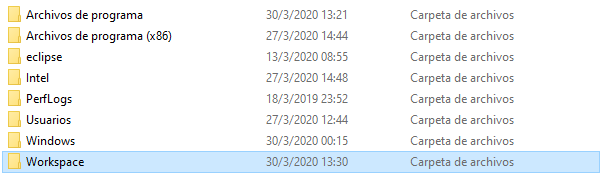 Archivos de programa 30/3/2020 13:21 Carpeta de archivos
Archivos de programa (x86) 27/3/2020 14:44 Carpeta de archivos
eclipse 13/3/2020 08:55 Carpeta de archivos
Intel 27/3/2020 14:48 Carpeta de archivos
PerfLogs 18/3/2019 23:52 Carpeta de archivos
Usuarios 27/3/2020 12:44 Carpeta de archivos
Windows 30/3/2020 00:15 Carpeta de archivos
Workspace 30/3/2020 13:30 Carpeta de archivos